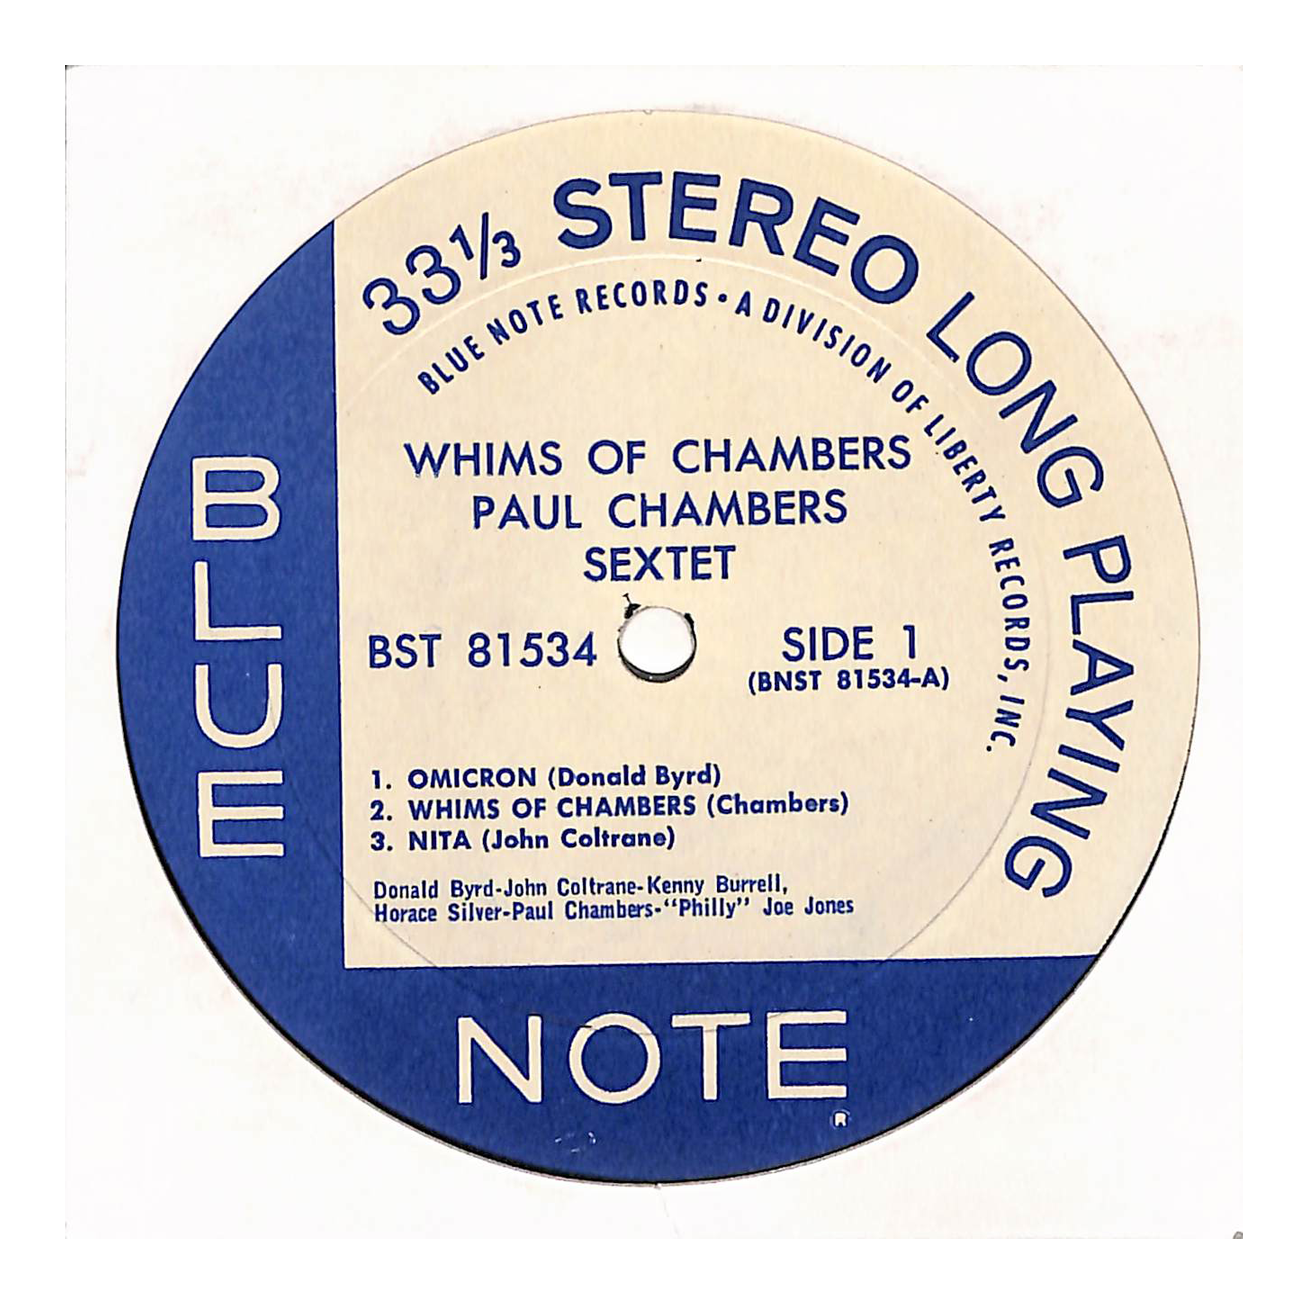 33⅓ STEREO LONG PLAYING
BLUE NOTE RECORDS • A DIVISION OF LIBERTY RECORDS, INC.
WHIMS OF CHAMBERS
PAUL CHAMBERS
SEXTET
BST 81534
SIDE 1
(BNST 81534-A)
1. OMICRON (Donald Byrd)
2. WHIMS OF CHAMBERS (Chambers)
3. NITA (John Coltrane)
Donald Byrd-John Coltrane-Kenny Burrell,
Horace Silver-Paul Chambers-"Philly" Joe Jones
BLUE
NOTE
®